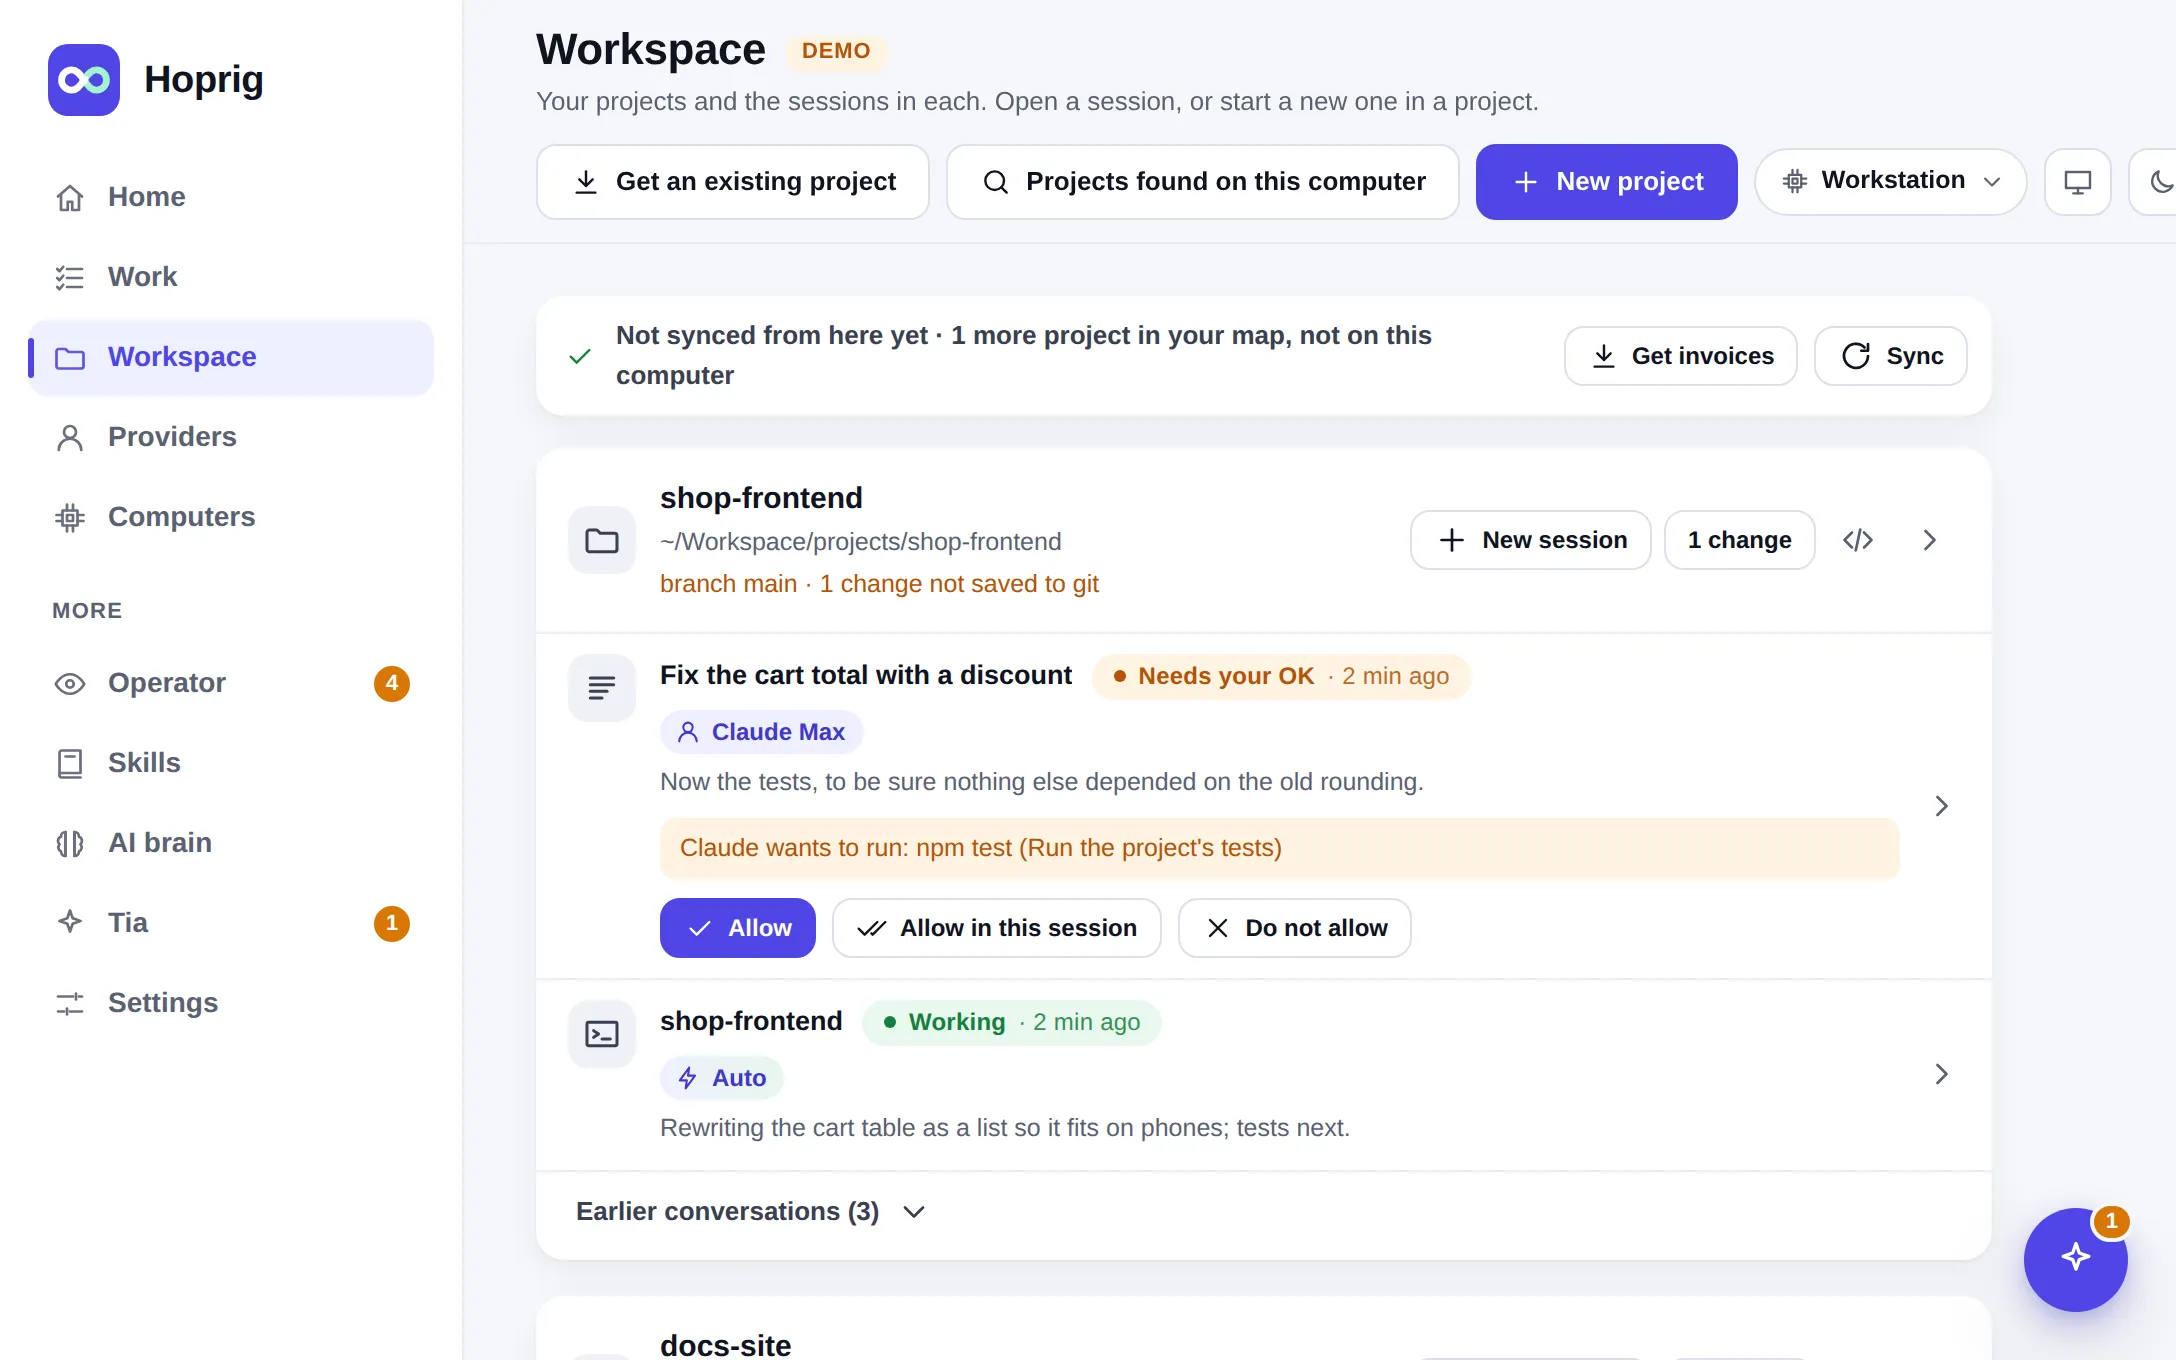 Hoprig
Home
Work
Workspace
Providers
Computers
MORE
Operator 4
Skills
AI brain
Tia 1
Settings
Workspace DEMO
Your projects and the sessions in each. Open a session, or start a new one in a project.
Get an existing project
Projects found on this computer
New project
Workstation
Not synced from here yet · 1 more project in your map, not on this
computer
Get invoices
Sync
shop-frontend
~/Workspace/projects/shop-frontend
branch main · 1 change not saved to git
New session
1 change
Fix the cart total with a discount
Needs your OK · 2 min ago
Claude Max
Now the tests, to be sure nothing else depended on the old rounding.
Claude wants to run: npm test (Run the project's tests)
Allow
Allow in this session
Do not allow
shop-frontend
Working · 2 min ago
Auto
Rewriting the cart table as a list so it fits on phones; tests next.
Earlier conversations (3)
1
docs-site